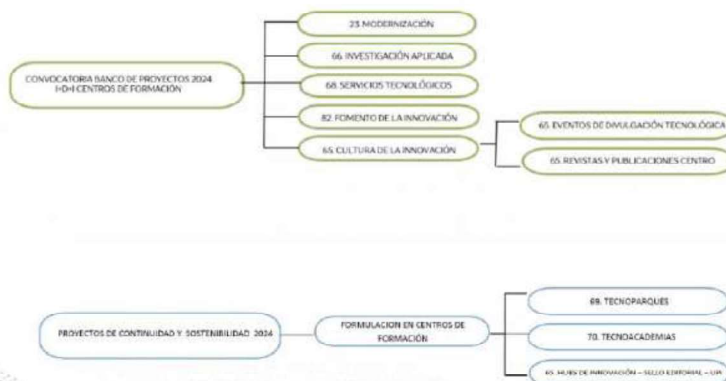 23. MODERNIZACIÓN
66. INVESTIGACIÓN APLICADA
CONVOCATORIA BANCO DE PROYECTOS 2024
I+D+I CENTROS DE FORMACIÓN
68. SERVICIOS TECNOLÓGICOS
82. FOMENTO DE LA INNOVACIÓN
65. CULTURA DE LA INNOVACIÓN
65. EVENTOS DE DIVULGACIÓN TECNOLÓGICA
65. REVISTAS Y PUBLICACIONES CENTRO
PROYECTOS DE CONTINUIDAD Y SOSTENIBILIDAD 2024
FORMULACION EN CENTROS DE
FORMACIÓN
69. TECNOPARQUES
70. TECNOACADEMIAS
65. HUBS DE INNOVACIÓN – SELLO EDITORIAL –